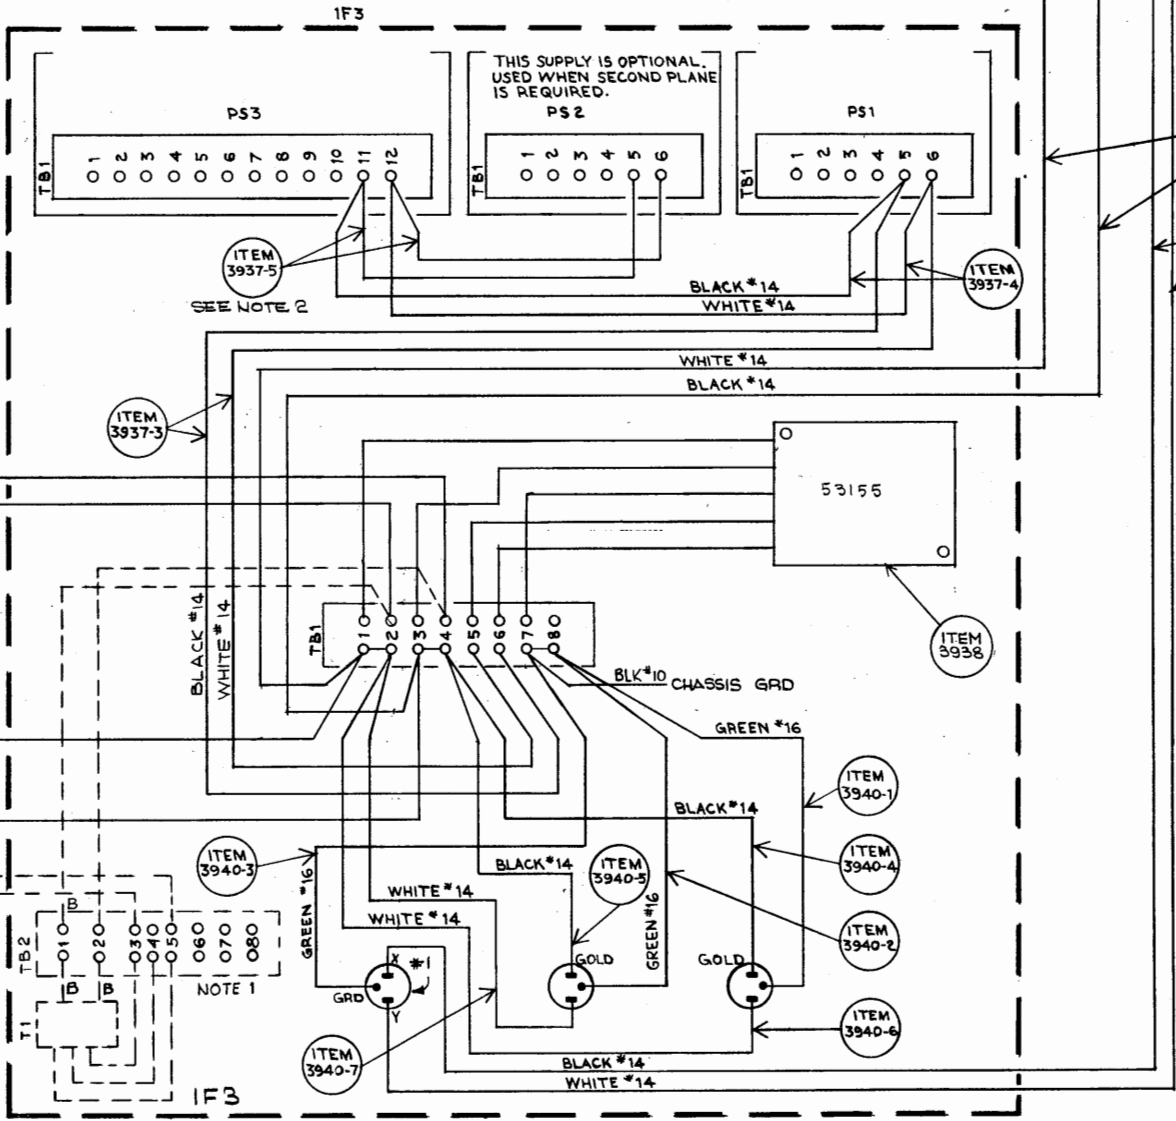 1F3
THIS SUPPLY IS OPTIONAL.
USED WHEN SECOND PLANE
IS REQUIRED.
PS3
PS2
PS1
TB1
1 2 3 4 5 6 7 8 9 10 11 12
TB1
1 2 3 4 5 6
TB1
1 2 3 4 5 6
ITEM
3937-5
SEE NOTE 2
ITEM
3937-4
BLACK #14
WHITE #14
WHITE #14
BLACK #14
ITEM
3937-3
53155
ITEM
3938
BLACK #14
WHITE #14
TB1
1 2 3 4 5 6 7 8
BLK #10 CHASSIS GRD
GREEN #16
ITEM
3940-1
BLACK #14
ITEM
3940-3
BLACK #14
ITEM
3940-5
ITEM
3940-4
GREEN #16
WHITE #14
WHITE #14
GREEN #16
ITEM
3940-2
B
TB2
1 2 3 4 5 6 7 8
B B
NOTE 1
T1
X
#1
GRD
Y
GOLD
GOLD
ITEM
3940-7
ITEM
3940-6
BLACK #14
WHITE #14
1F3